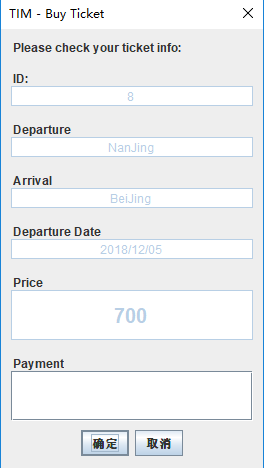 TIM - Buy Ticket
Please check your ticket info:
ID:
8
Departure
NanJing
Arrival
BeiJing
Departure Date
2018/12/05
Price
700
Payment
确定 取消